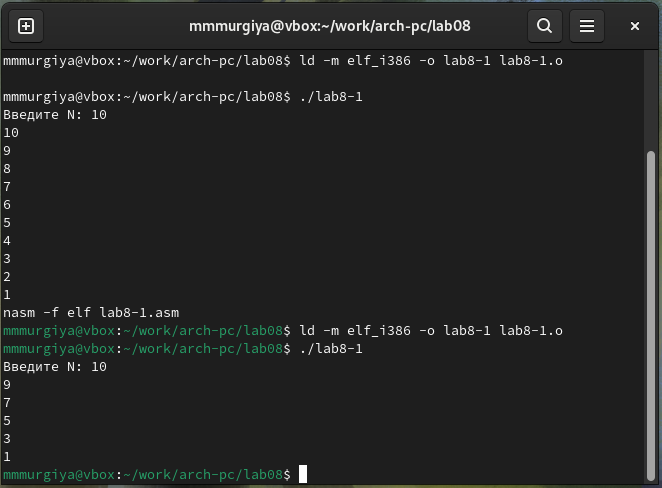 mmmurgiya@vbox:~/work/arch-pc/lab08
mmmurgiya@vbox:~/work/arch-pc/lab08$ ld -m elf_i386 -o lab8-1 lab8-1.o
mmmurgiya@vbox:~/work/arch-pc/lab08$ ./lab8-1
Введите N: 10
10
9
8
7
6
5
4
3
2
1
nasm -f elf lab8-1.asm
mmmurgiya@vbox:~/work/arch-pc/lab08$ ld -m elf_i386 -o lab8-1 lab8-1.o
mmmurgiya@vbox:~/work/arch-pc/lab08$ ./lab8-1
Введите N: 10
9
7
5
3
1
mmmurgiya@vbox:~/work/arch-pc/lab08$